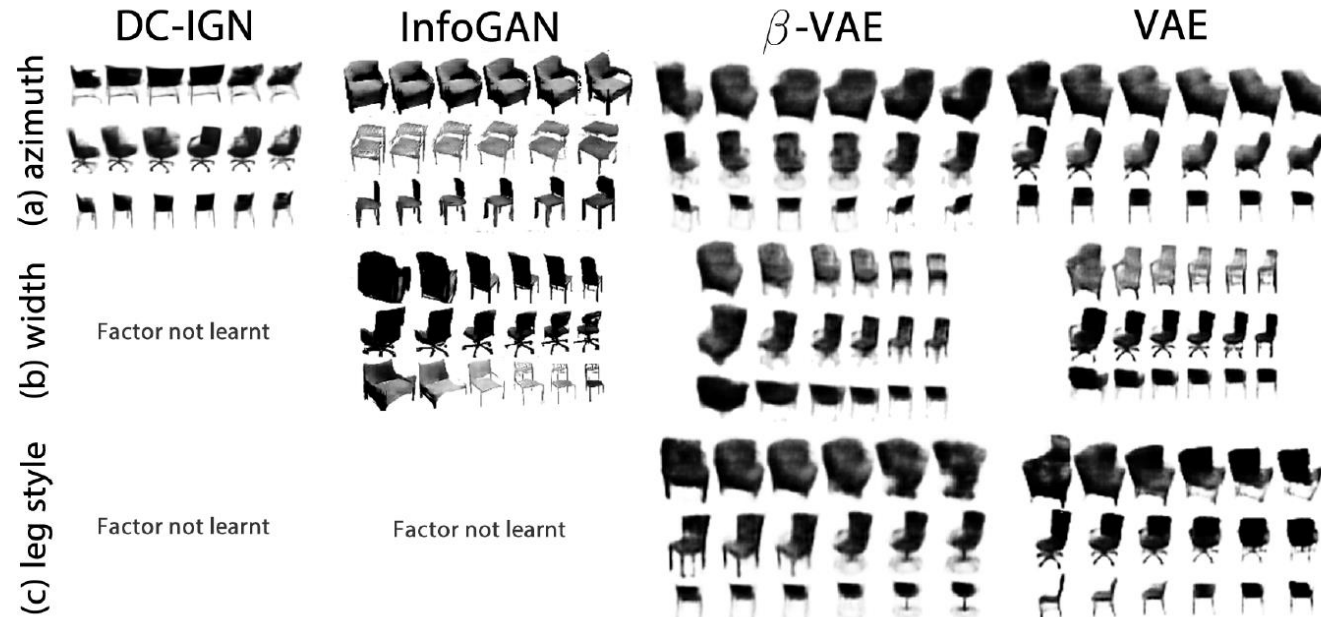 DC-IGN InfoGAN β-VAE VAE
(a) azimuth
(b) width
Factor not learnt
(c) leg style
Factor not learnt Factor not learnt